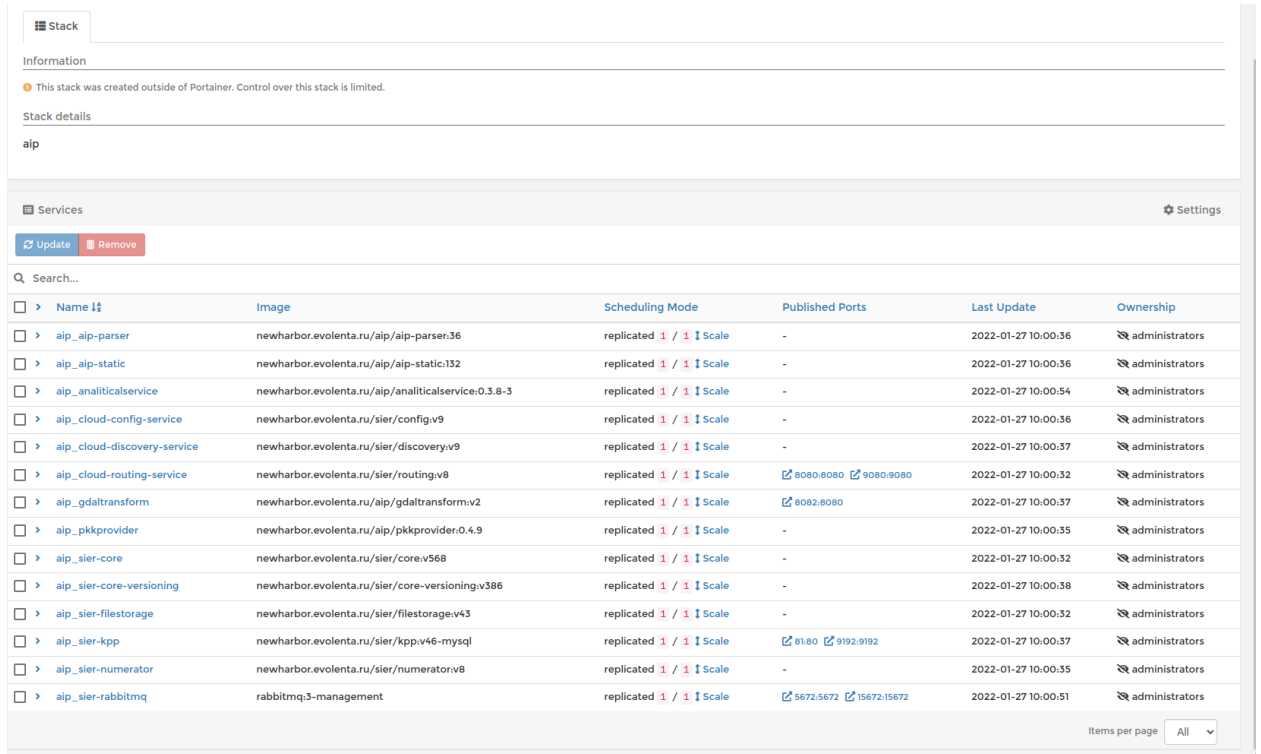 Stack
Information
This stack was created outside of Portainer. Control over this stack is limited.
Stack details
aip
Services Settings
Update Remove
Search...
Name Image Scheduling Mode Published Ports Last Update Ownership
aip_aip-parser newharbor.evolenta.ru/aip/aip-parser:36 replicated 1 / 1 Scale - 2022-01-27 10:00:36 administrators
aip_aip-static newharbor.evolenta.ru/aip/aip-static:132 replicated 1 / 1 Scale - 2022-01-27 10:00:36 administrators
aip_analiticalservice newharbor.evolenta.ru/aip/analiticalservice:0.3.8-3 replicated 1 / 1 Scale - 2022-01-27 10:00:54 administrators
aip_cloud-config-service newharbor.evolenta.ru/sier/config:v9 replicated 1 / 1 Scale - 2022-01-27 10:00:36 administrators
aip_cloud-discovery-service newharbor.evolenta.ru/sier/discovery:v9 replicated 1 / 1 Scale - 2022-01-27 10:00:37 administrators
aip_cloud-routing-service newharbor.evolenta.ru/sier/routing:v8 replicated 1 / 1 Scale 8080:8080 9080:9080 2022-01-27 10:00:32 administrators
aip_gdaltransform newharbor.evolenta.ru/aip/gdaltransform:v2 replicated 1 / 1 Scale 8082:8080 2022-01-27 10:00:37 administrators
aip_pkkprovider newharbor.evolenta.ru/aip/pkkprovider:0.4.9 replicated 1 / 1 Scale - 2022-01-27 10:00:35 administrators
aip_sier-core newharbor.evolenta.ru/sier/core:v568 replicated 1 / 1 Scale - 2022-01-27 10:00:32 administrators
aip_sier-core-versioning newharbor.evolenta.ru/sier/core-versioning:v386 replicated 1 / 1 Scale - 2022-01-27 10:00:38 administrators
aip_sier-filestorage newharbor.evolenta.ru/sier/filestorage:v43 replicated 1 / 1 Scale - 2022-01-27 10:00:32 administrators
aip_sier-kpp newharbor.evolenta.ru/sier/kpp:v46-mysql replicated 1 / 1 Scale 81:80 9192:9192 2022-01-27 10:00:37 administrators
aip_sier-numerator newharbor.evolenta.ru/sier/numerator:v8 replicated 1 / 1 Scale - 2022-01-27 10:00:35 administrators
aip_sier-rabbitmq rabbitmq:3-management replicated 1 / 1 Scale 5672:5672 15672:15672 2022-01-27 10:00:51 administrators
Items per page All